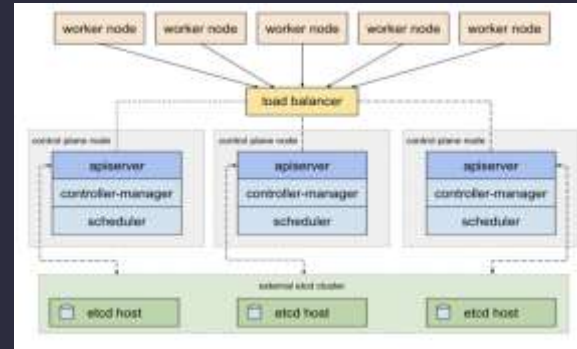 worker node worker node worker node worker node worker node
load balancer
control plane node control plane node control plane node
apiserver apiserver apiserver
controller-manager controller-manager controller-manager
scheduler scheduler scheduler
external etcd cluster
etcd host etcd host etcd host